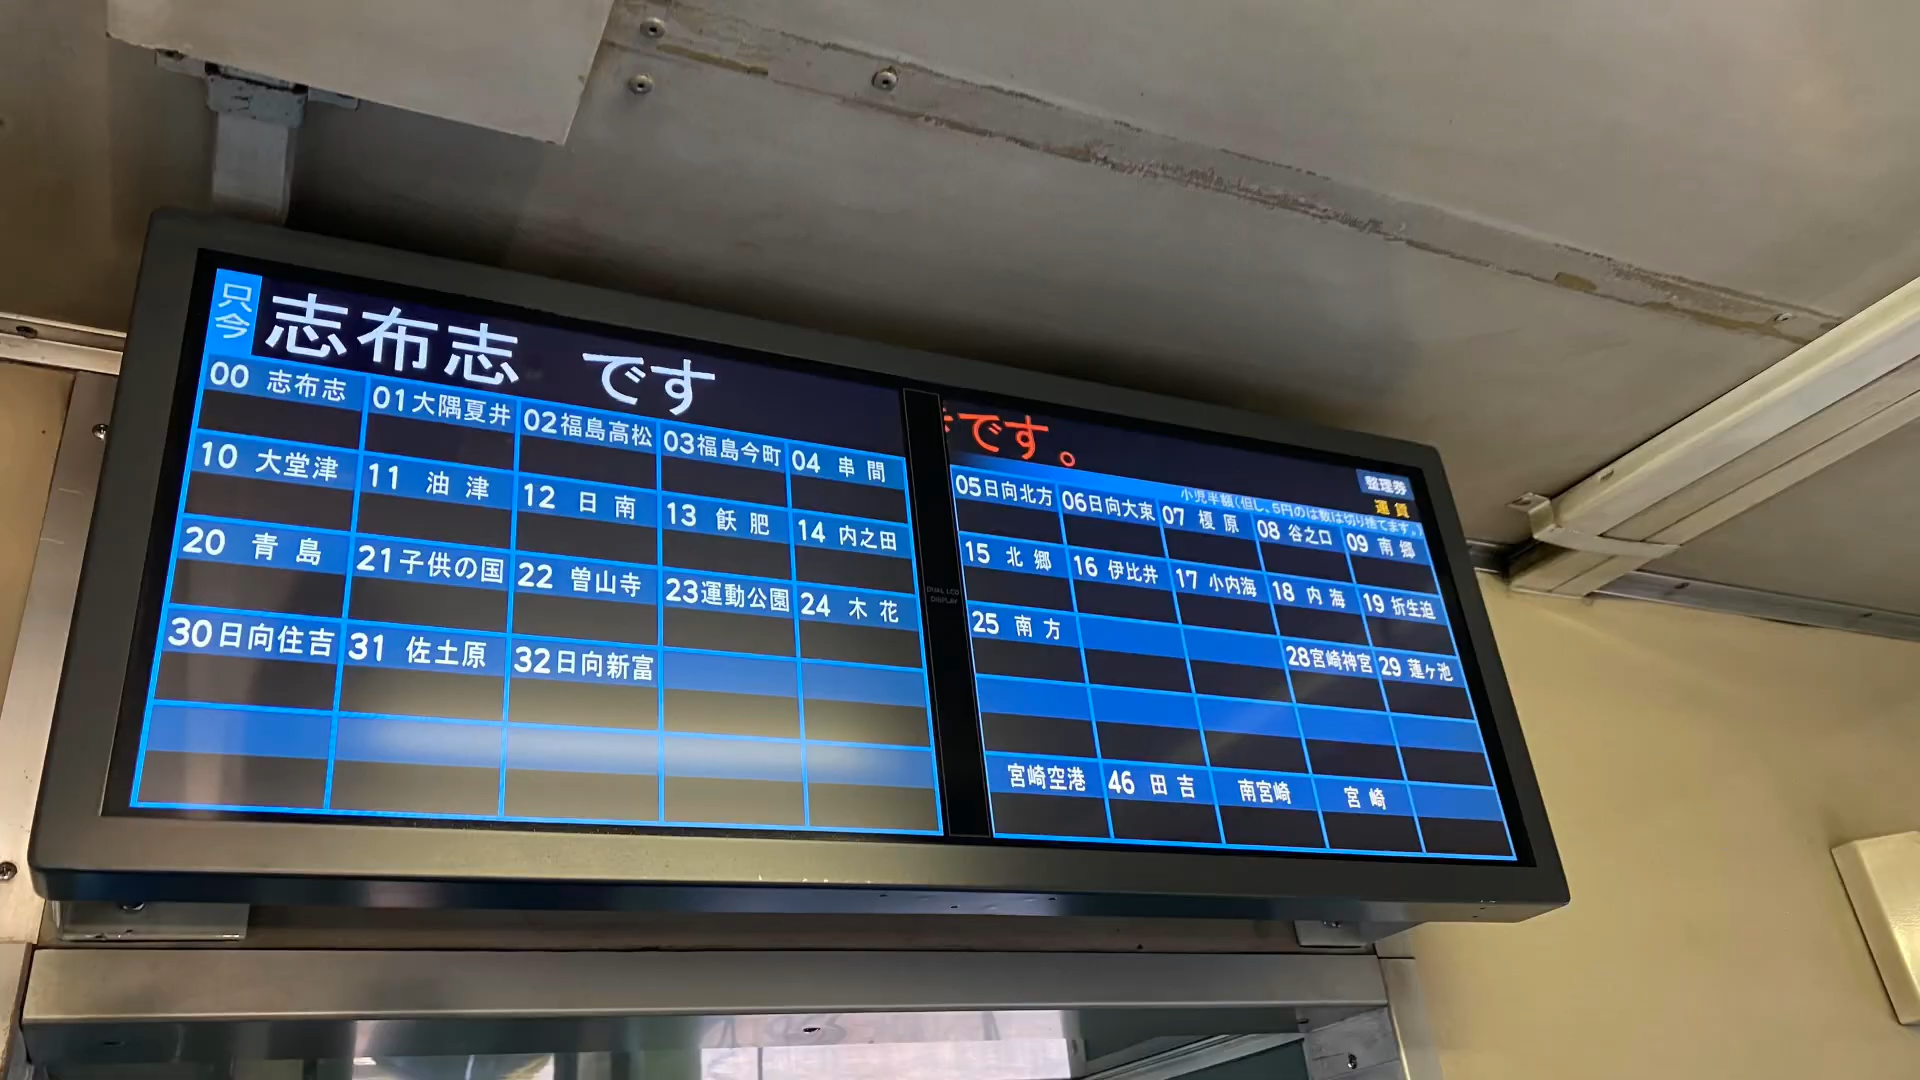 只今 志布志 です
です。
整理券
運賃
小児半額(但し、5円のは数は切り捨てます。)
00 志布志 01 大隅夏井 02 福島高松 03 福島今町 04 串間 05 日向北方 06 日向大束 07 榎原 08 谷之口 09 南郷
10 大堂津 11 油津 12 日南 13 飫肥 14 内之田 15 北郷 16 伊比井 17 小内海 18 内海 19 折生迫
20 青島 21 子供の国 22 曽山寺 23 運動公園 24 木花 25 南方 28 宮崎神宮 29 蓮ヶ池
30 日向住吉 31 佐土原 32 日向新富
宮崎空港 46 田吉 南宮崎 宮崎